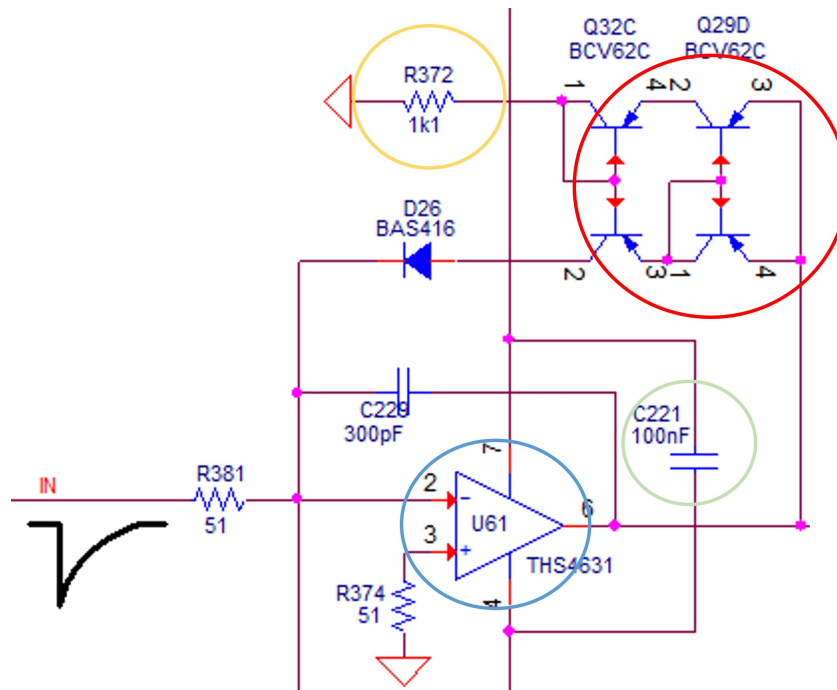 Q32C Q29D
BCV62C BCV62C
R372
1k1
1 4 2 3
D26
BAS416
2 3 1 4
C229
300pF
C221
100nF
7
IN
R381
51
2
U61
6
3
THS4631
R374
51
4